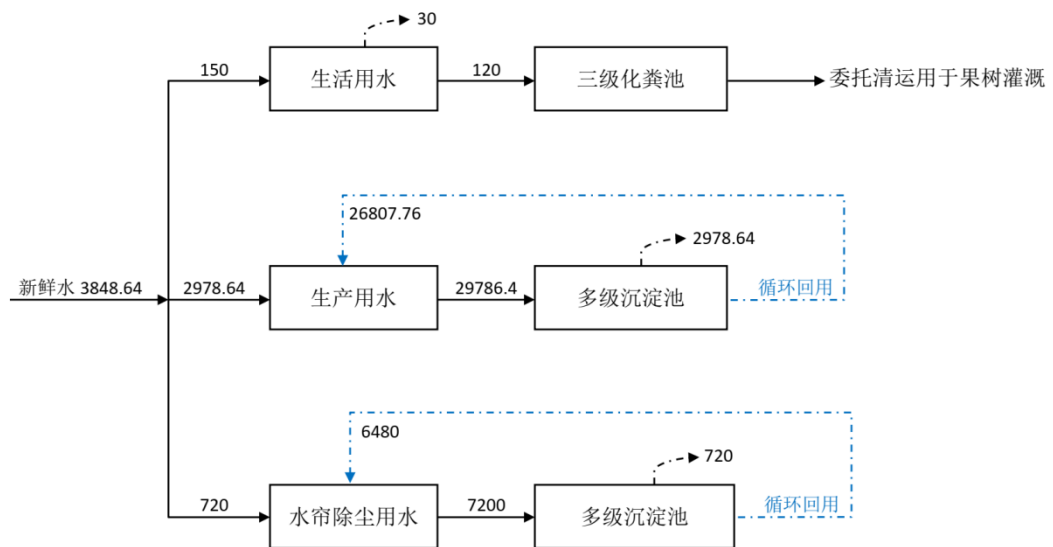 30
150
生活用水
120
三级化粪池
委托清运用于果树灌溉
26807.76
2978.64
新鲜水 3848.64
2978.64
生产用水
29786.4
多级沉淀池
循环回用
6480
720
720
水帘除尘用水
7200
多级沉淀池
循环回用